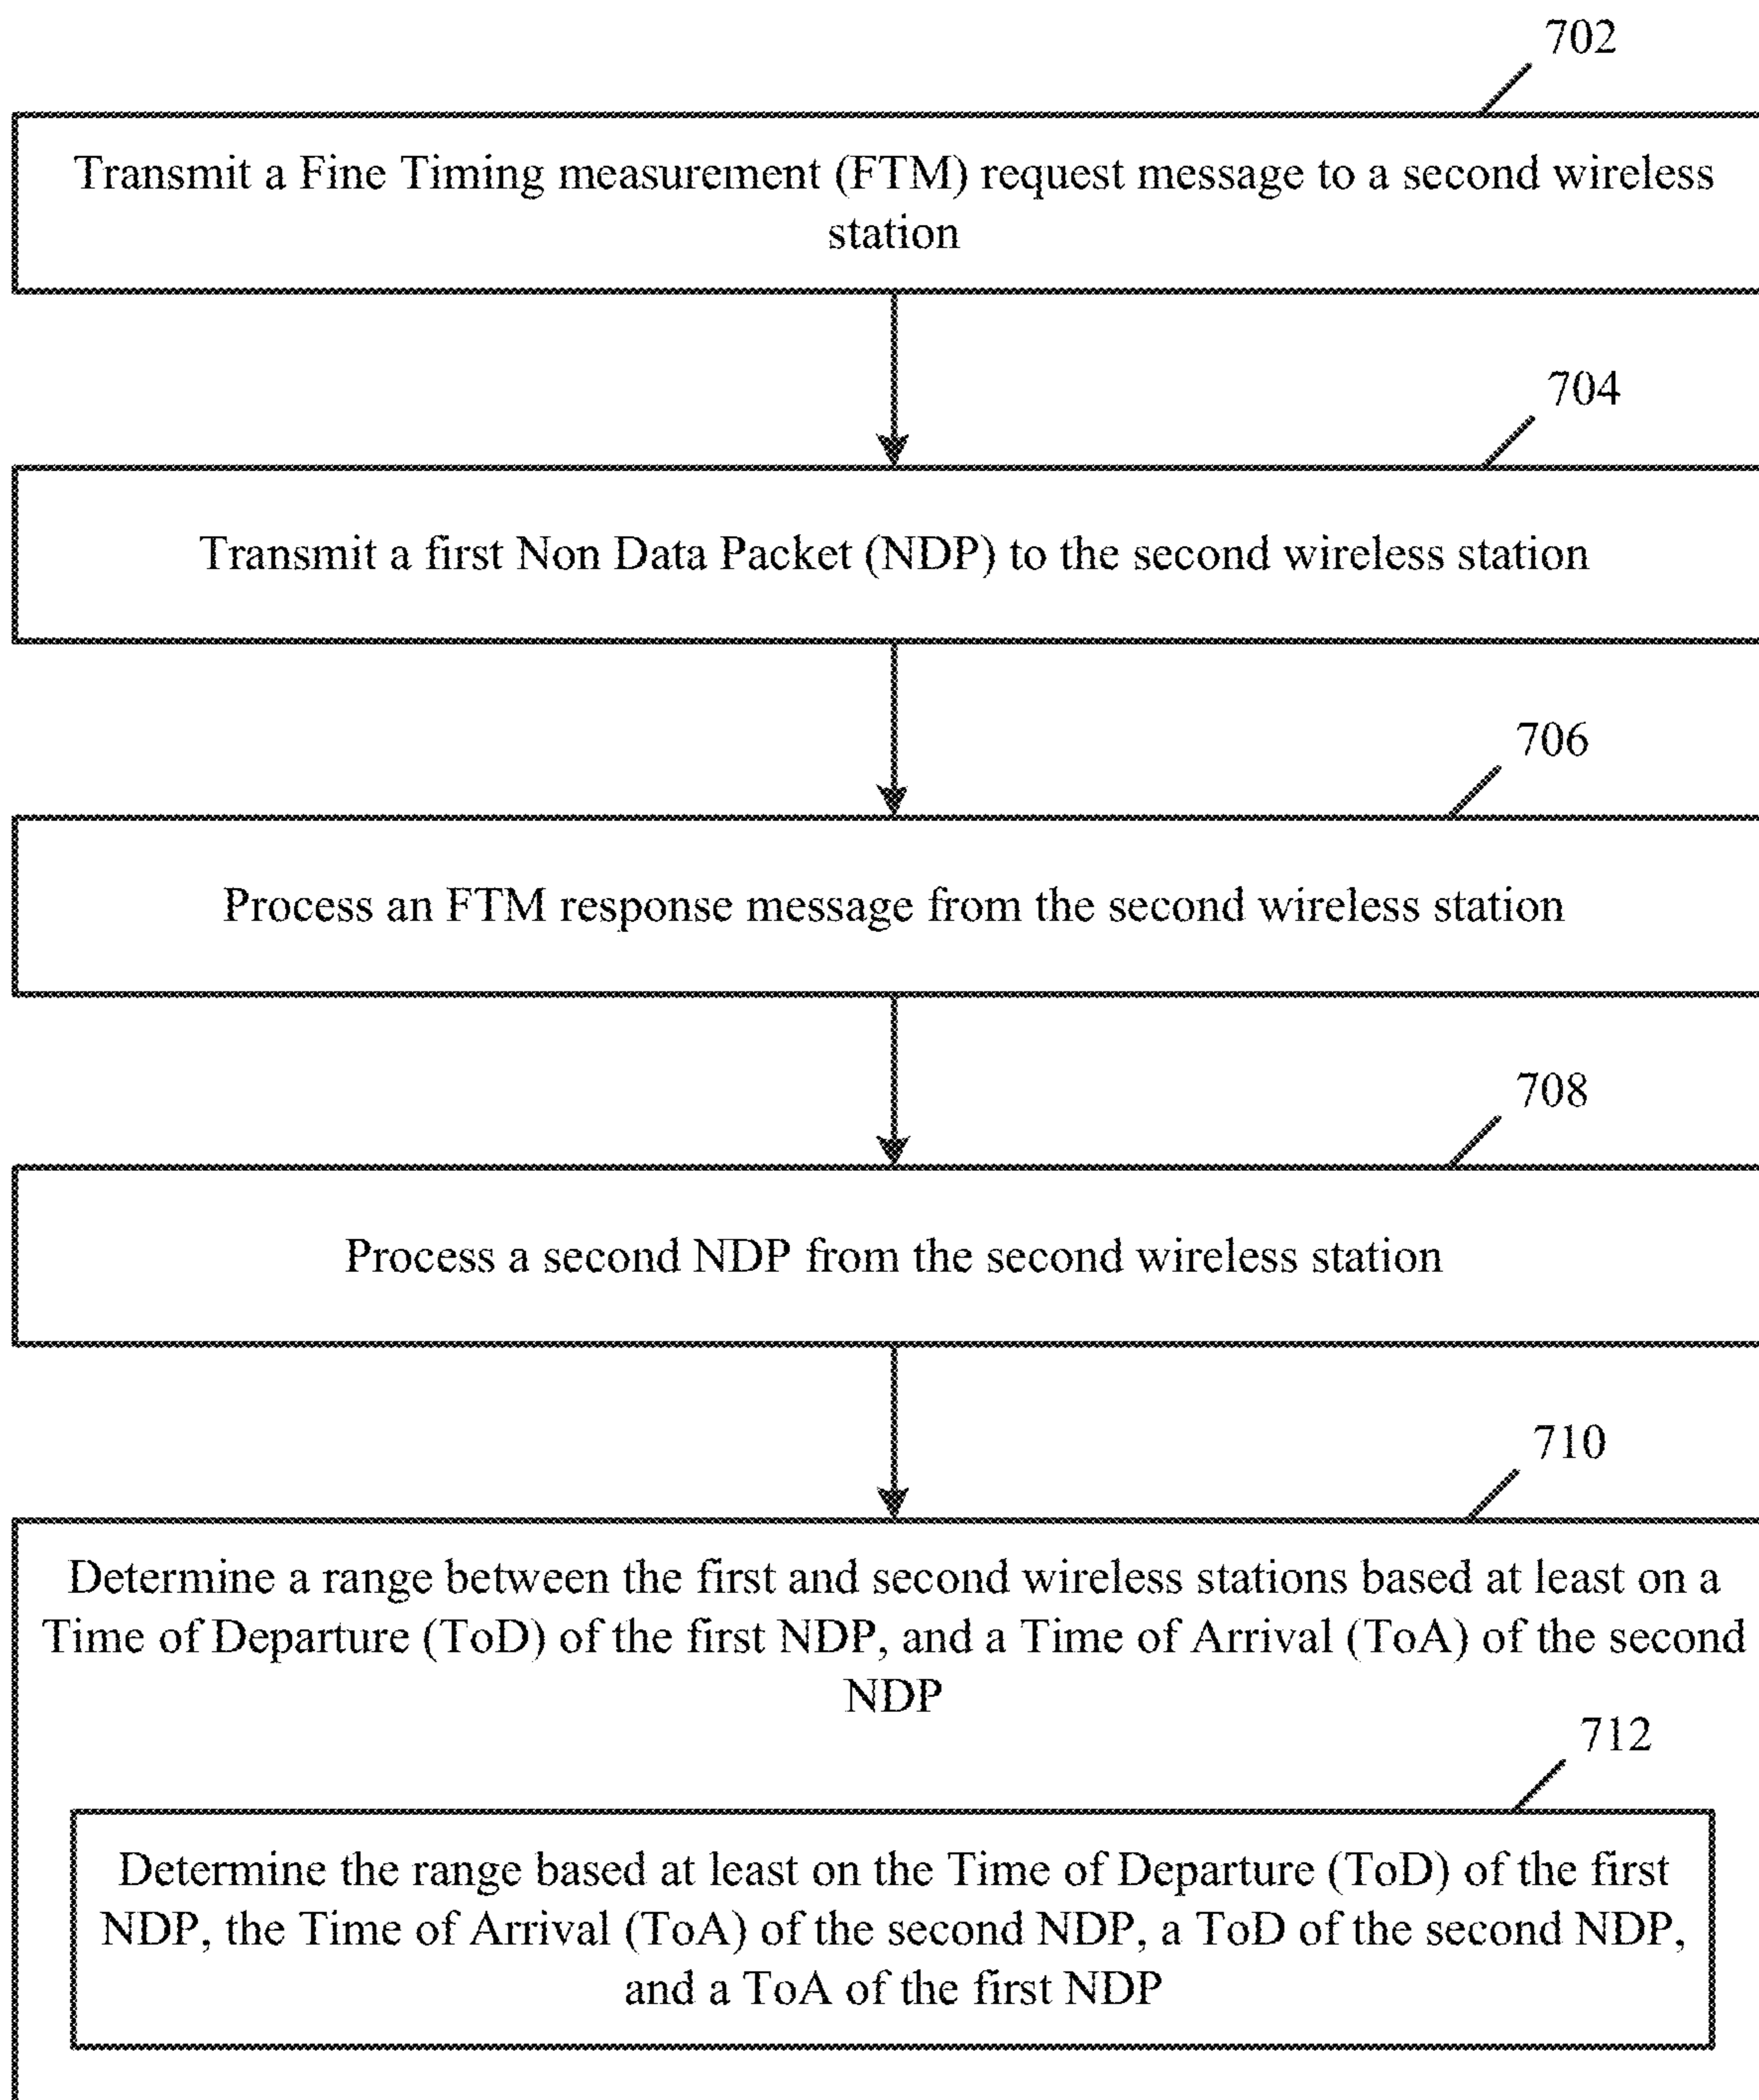 702
Transmit a Fine Timing measurement (FTM) request message to a second wireless
station
704
Transmit a first Non Data Packet (NDP) to the second wireless station
706
Process an FTM response message from the second wireless station
708
Process a second NDP from the second wireless station
710
Determine a range between the first and second wireless stations based at least on a
Time of Departure (ToD) of the first NDP, and a Time of Arrival (ToA) of the second
NDP
712
Determine the range based at least on the Time of Departure (ToD) of the first
NDP, the Time of Arrival (ToA) of the second NDP, a ToD of the second NDP,
and a ToA of the first NDP